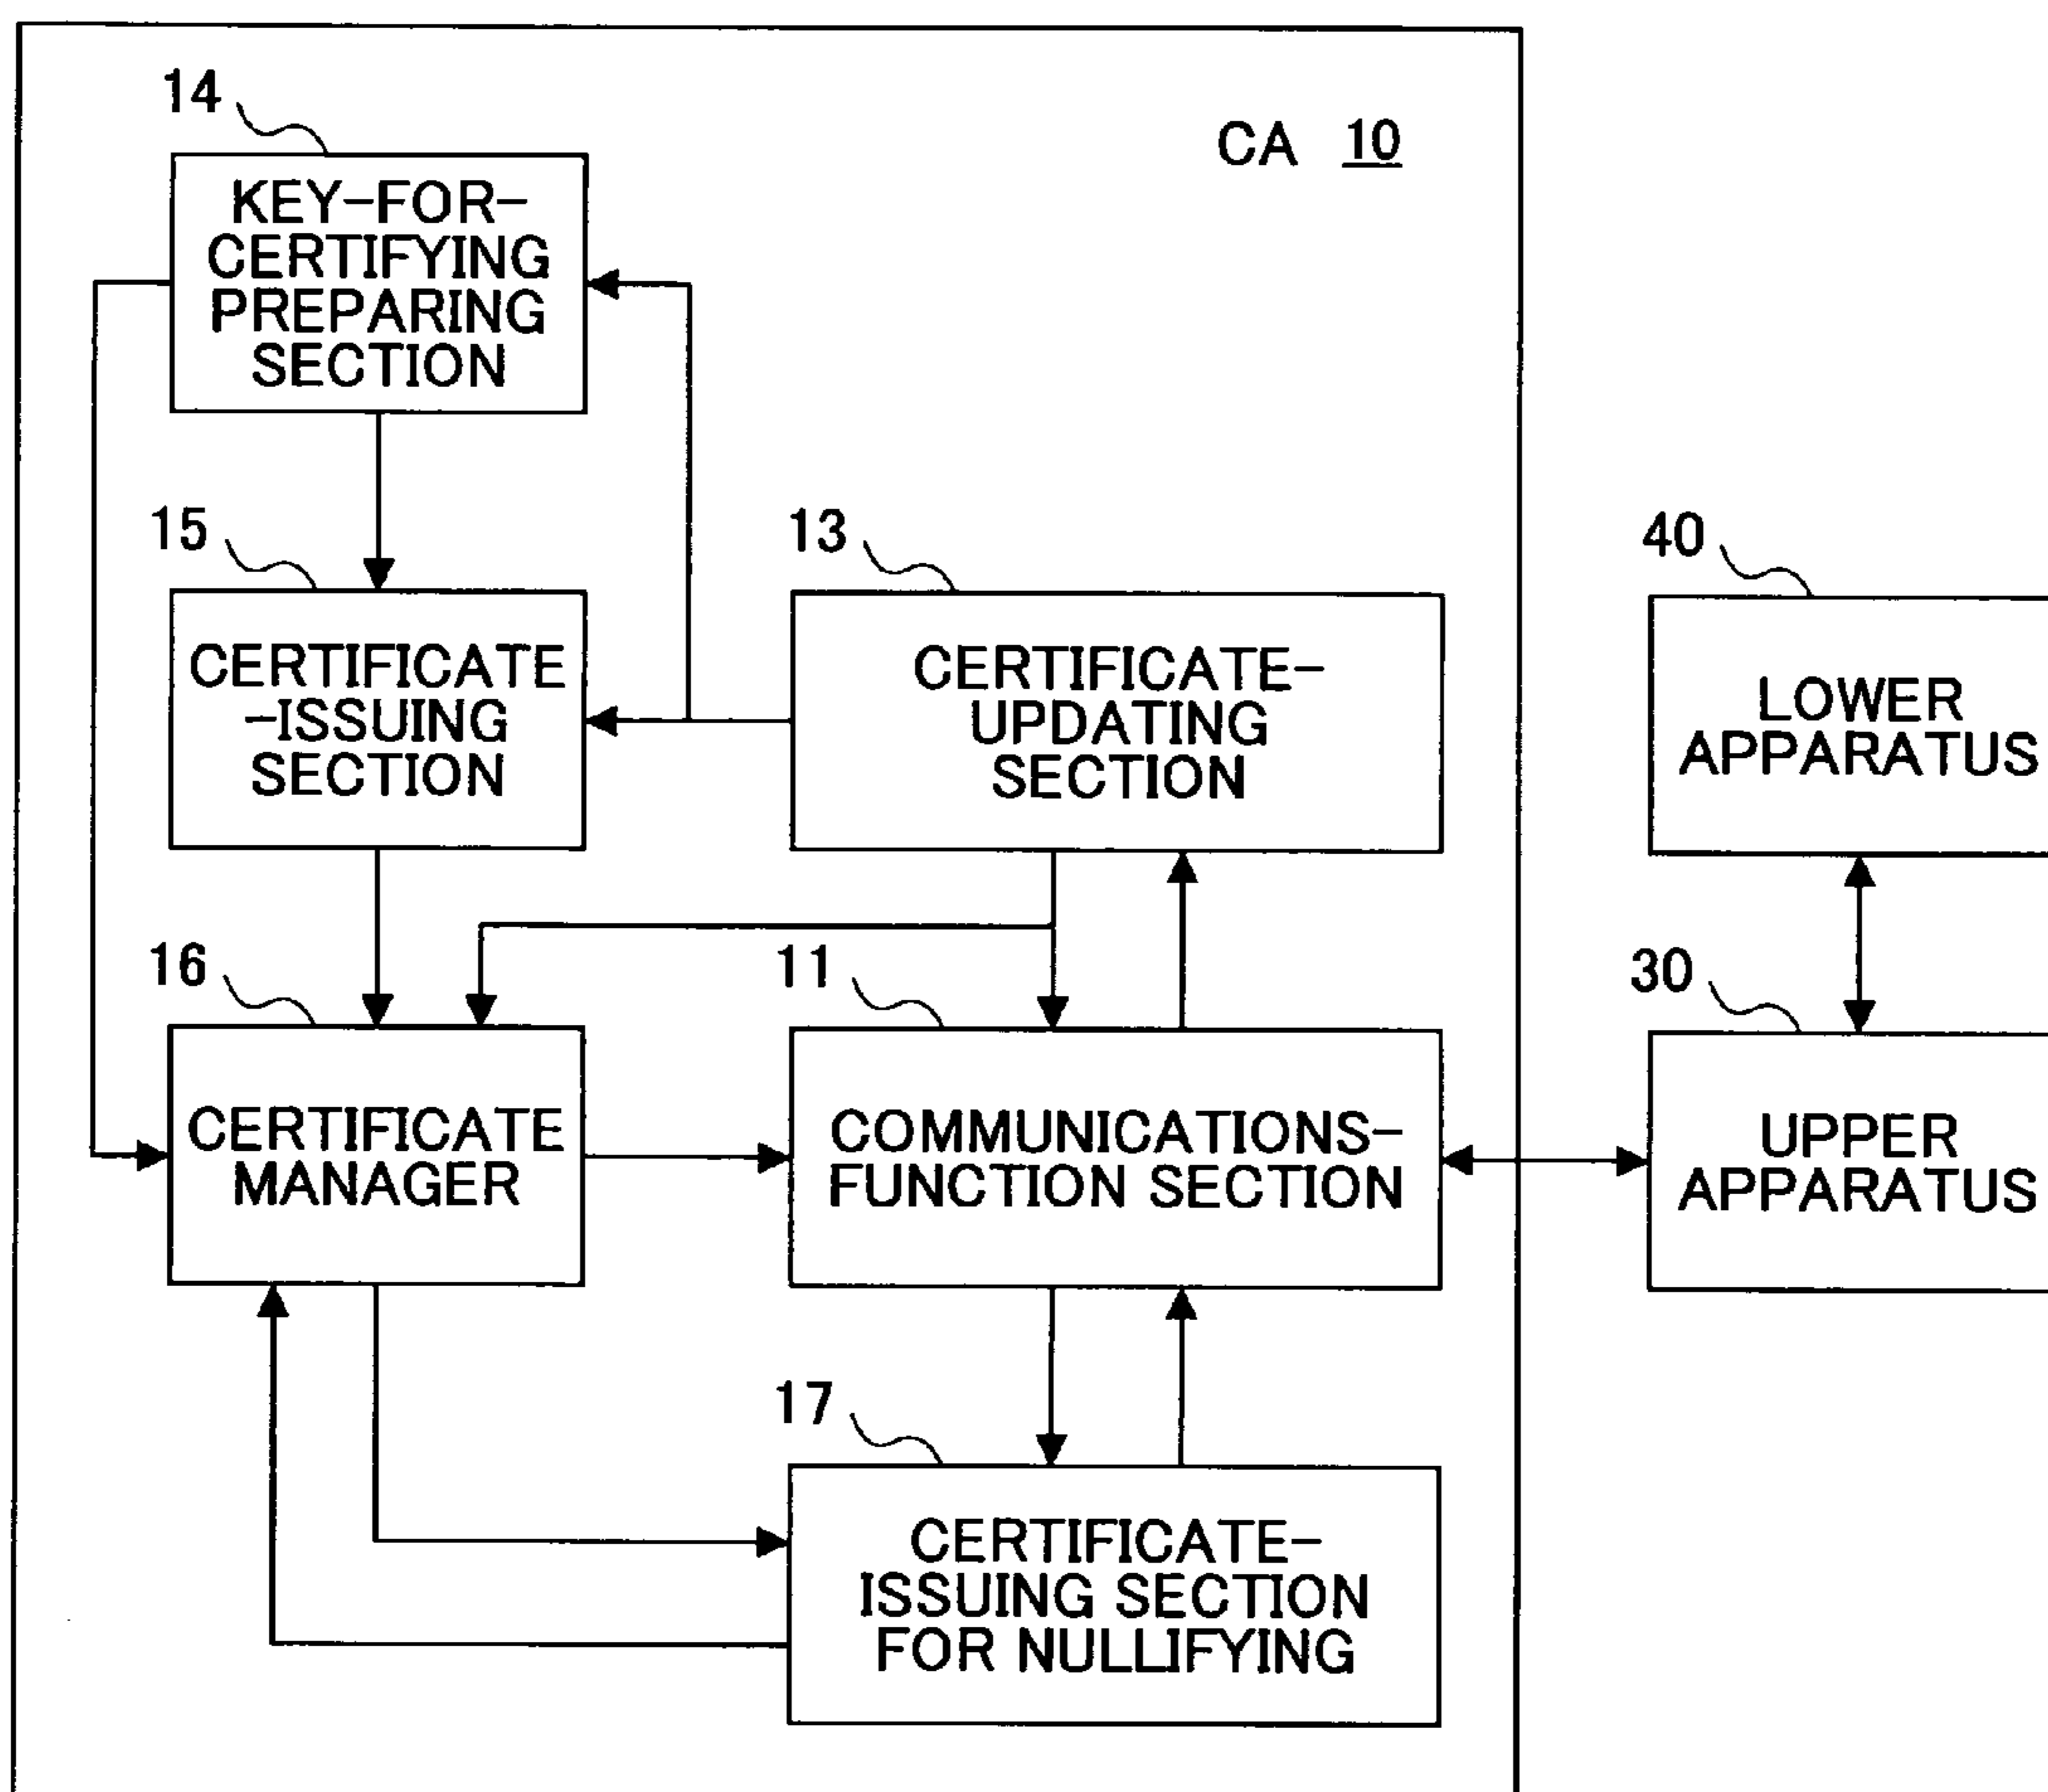 14
CA 10
KEY-FOR-
CERTIFYING
PREPARING
SECTION
15
13
40
CERTIFICATE
-ISSUING
SECTION
CERTIFICATE-
UPDATING
SECTION
LOWER
APPARATUS
16
11
30
CERTIFICATE
MANAGER
COMMUNICATIONS-
FUNCTION SECTION
UPPER
APPARATUS
17
CERTIFICATE-
ISSUING SECTION
FOR NULLIFYING